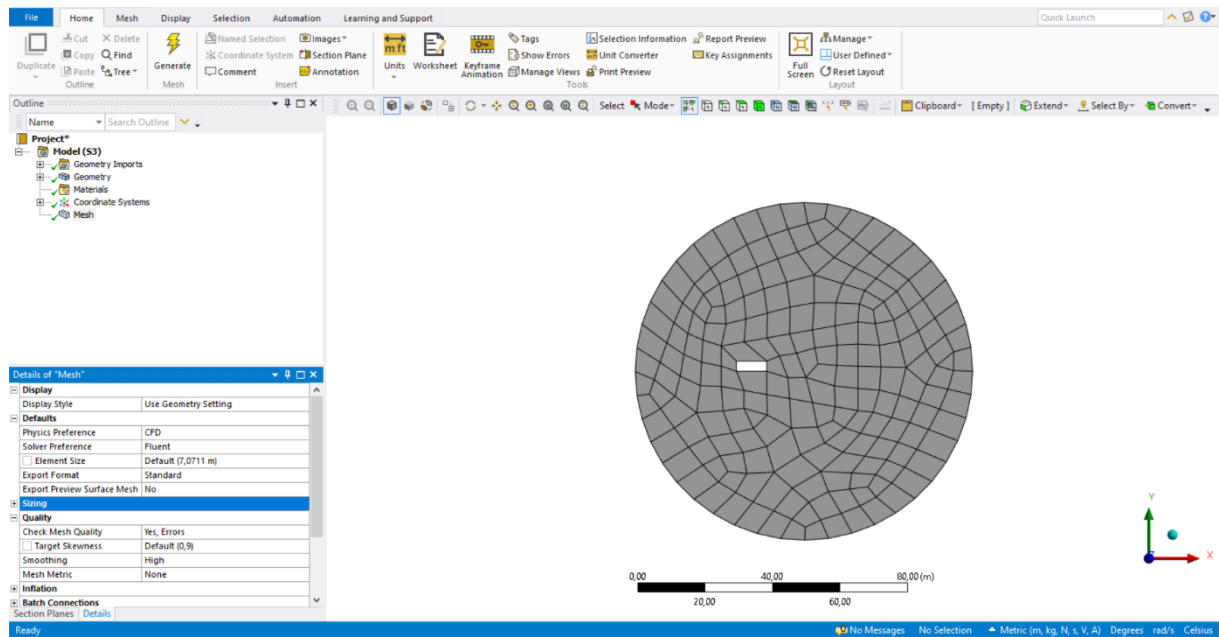 File Home Mesh Display Selection Automation Learning and Support Quick Launch
Duplicate Cut Copy Paste Delete Find Tree Outline
Generate Mesh
Named Selection Coordinate System Comment Images Section Plane Annotation Insert
Units Worksheet Keyframe Animation Tags Show Errors Manage Views Selection Information Unit Converter Print Preview Report Preview Key Assignments Tools
Full Screen Manage User Defined Reset Layout Layout
Outline Select Mode Clipboard [ Empty ] Extend Select By Convert
Name Search Outline
Project*
Model (S3)
Geometry Imports
Geometry
Materials
Coordinate Systems
Mesh
Details of "Mesh"
Display
Display Style Use Geometry Setting
Defaults
Physics Preference CFD
Solver Preference Fluent
Element Size Default (7,0711 m)
Export Format Standard
Export Preview Surface Mesh No
Sizing
Quality
Check Mesh Quality Yes, Errors
Target Skewness Default (0,9)
Smoothing High
Mesh Metric None
Inflation
Batch Connections
Section Planes Details
0,00 40,00 80,00 (m)
20,00 60,00
Y
X
Ready No Messages No Selection Metric (m, kg, N, s, V, A) Degrees rad/s Celsius